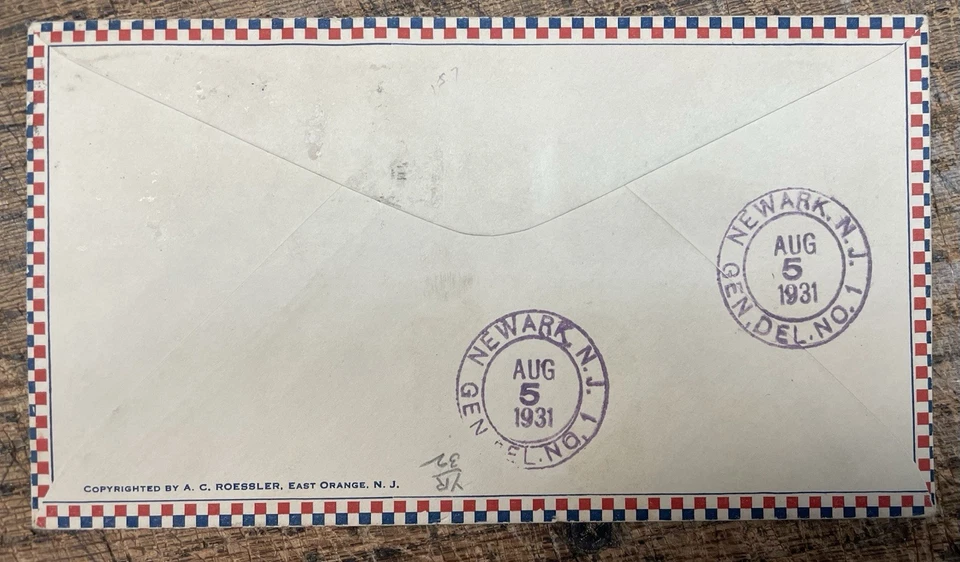 NEWARK, N.J.
AUG
5
1931
GEN. DEL. NO. 1
NEWARK, N.J.
AUG
5
1931
GEN. DEL. NO. 1
COPYRIGHTED BY A. C. ROESSLER, EAST ORANGE, N. J.